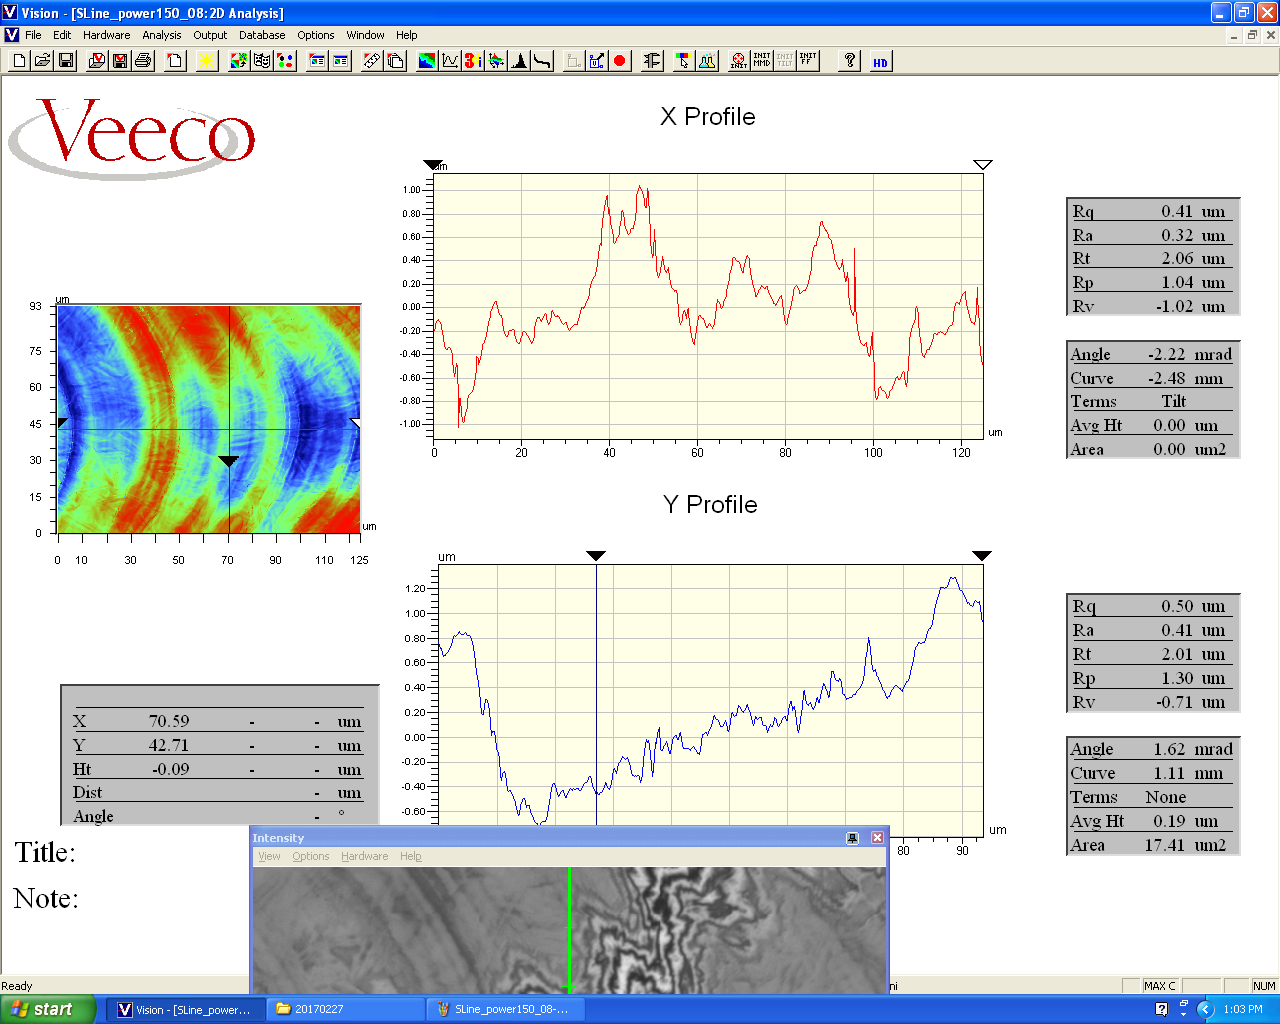 Vision - [SLine_power150_08:2D Analysis]
File Edit Hardware Analysis Output Database Options Window Help
INIT INIT MMD INIT TILT INIT FF ? HD
Veeco
X Profile
um
1.00
0.80
0.60
0.40
0.20
0.00
-0.20
-0.40
-0.60
-0.80
-1.00
0 20 40 60 80 100 120
um
Rq 0.41 um
Ra 0.32 um
Rt 2.06 um
Rp 1.04 um
Rv -1.02 um
Angle -2.22 mrad
Curve -2.48 mm
Terms Tilt
Avg Ht 0.00 um
Area 0.00 um2
um
93
75
60
45
30
15
0
um
0 10 30 50 70 90 110 125
Y Profile
um
1.20
1.00
0.80
0.60
0.40
0.20
0.00
-0.20
-0.40
-0.60
80 90
um
Rq 0.50 um
Ra 0.41 um
Rt 2.01 um
Rp 1.30 um
Rv -0.71 um
Angle 1.62 mrad
Curve 1.11 mm
Terms None
Avg Ht 0.19 um
Area 17.41 um2
X 70.59 - - um
Y 42.71 - - um
Ht -0.09 - - um
Dist - um
Angle - °
Title:
Note:
Intensity
View Options Hardware Help
Ready
ni
MAX C
NUM
start
Vision - [SLine_power...
20170227
SLine_power150_08-...
1:03 PM